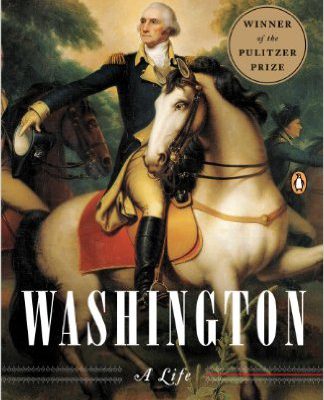 WINNER
of the
PULITZER
PRIZE
WASHINGTON
A Life